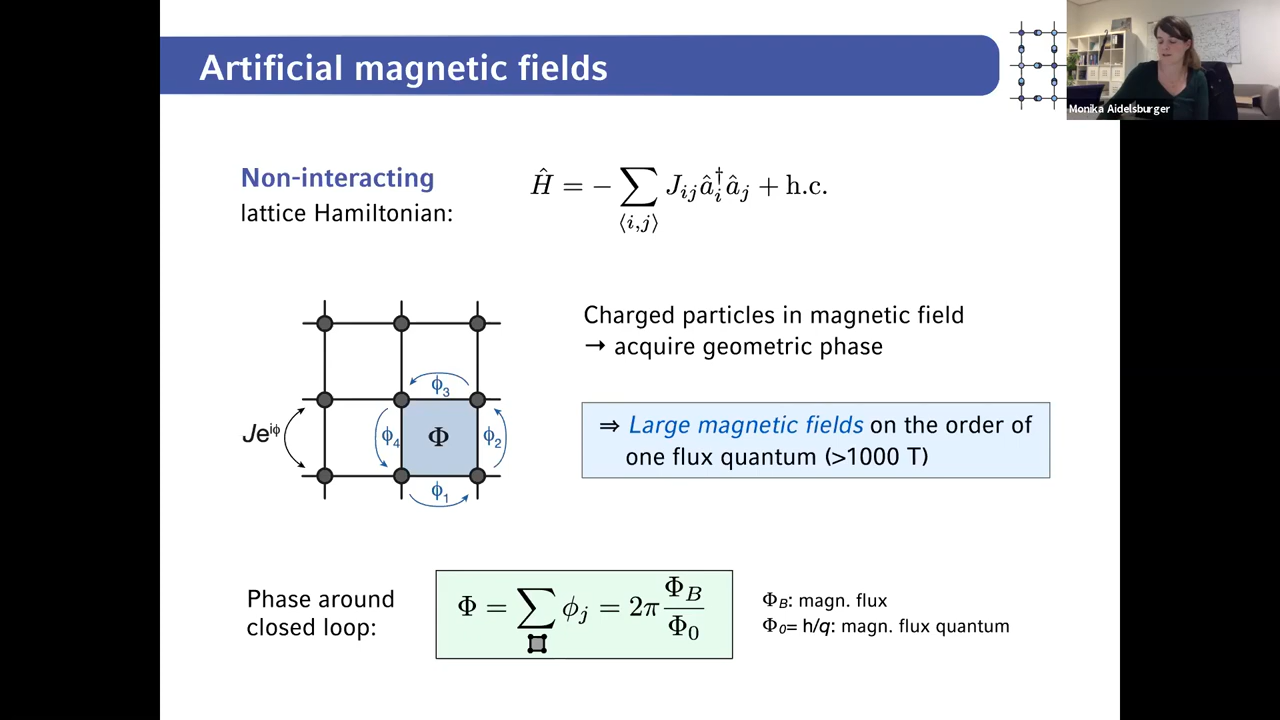 Artificial magnetic fields
Monika Aidelsburger
Non-interacting
lattice Hamiltonian:
Ĥ = − ∑⟨i,j⟩ J_ij â_i† â_j + h.c.
Charged particles in magnetic field
→ acquire geometric phase
ϕ3
Je^iϕ
ϕ4
Φ
ϕ2
ϕ1
⇒ Large magnetic fields on the order of
one flux quantum (>1000 T)
Phase around
closed loop:
Φ = ∑ ϕ_j = 2π Φ_B/Φ_0
Φ_B: magn. flux
Φ_0= h/q: magn. flux quantum